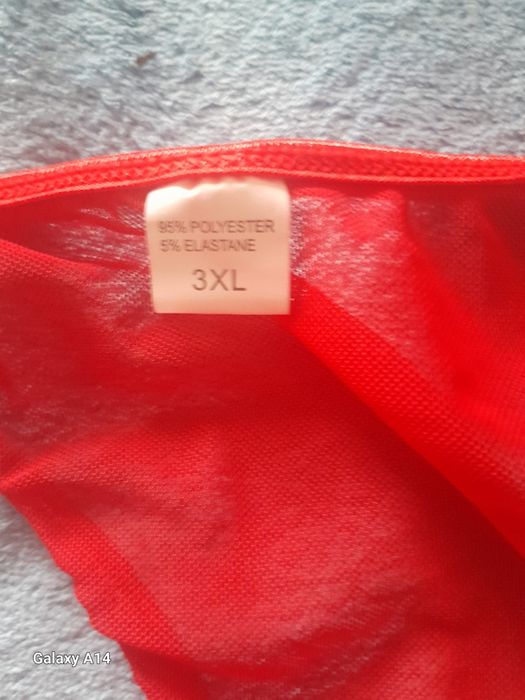 95% POLYESTER
5% ELASTANE
3XL
Galaxy A14